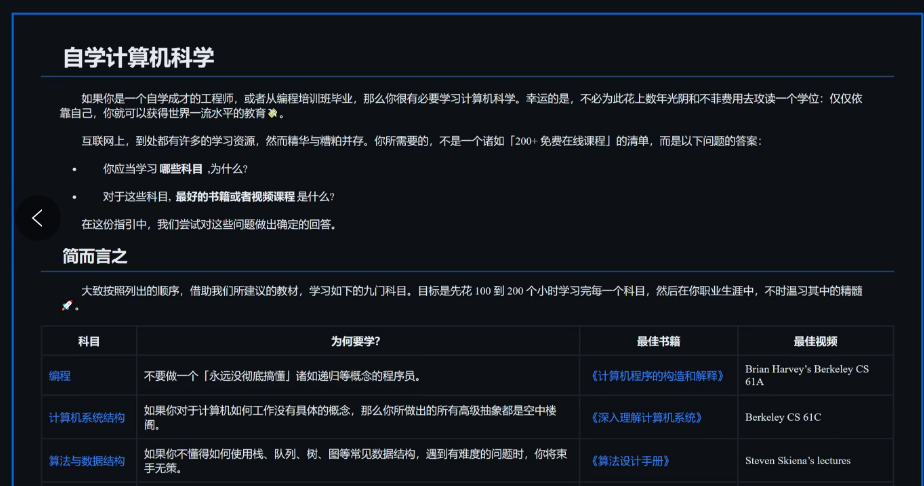 自学计算机科学
如果你是一个自学成才的工程师，或者从编程培训班毕业，那么你很有必要学习计算机科学。幸运的是，不必为此花上数年光阴和不菲费用去攻读一个学位：仅仅依
靠自己，你就可以获得世界一流水平的教育💸。
互联网上，到处都有许多的学习资源，然而精华与糟粕并存。你所需要的，不是一个诸如「200+ 免费在线课程」的清单，而是以下问题的答案：
• 你应当学习 哪些科目 ,为什么?
• 对于这些科目, 最好的书籍或者视频课程 是什么?
在这份指引中，我们尝试对这些问题做出确定的回答。
简而言之
大致按照列出的顺序，借助我们所建议的教材，学习如下的九门科目。目标是先花 100 到 200 个小时学习完每一个科目，然后在你职业生涯中，不时温习其中的精髓
🚀。
科目 为何要学? 最佳书籍 最佳视频
编程 不要做一个「永远没彻底搞懂」诸如递归等概念的程序员。 《计算机程序的构造和解释》 Brian Harvey's Berkeley CS
61A
计算机系统结构 如果你对于计算机如何工作没有具体的概念，那么你所做出的所有高级抽象都是空中楼
阁。 《深入理解计算机系统》 Berkeley CS 61C
算法与数据结构 如果你不懂得如何使用栈、队列、树、图等常见数据结构，遇到有难度的问题时，你将束
手无策。 《算法设计手册》 Steven Skiena's lectures